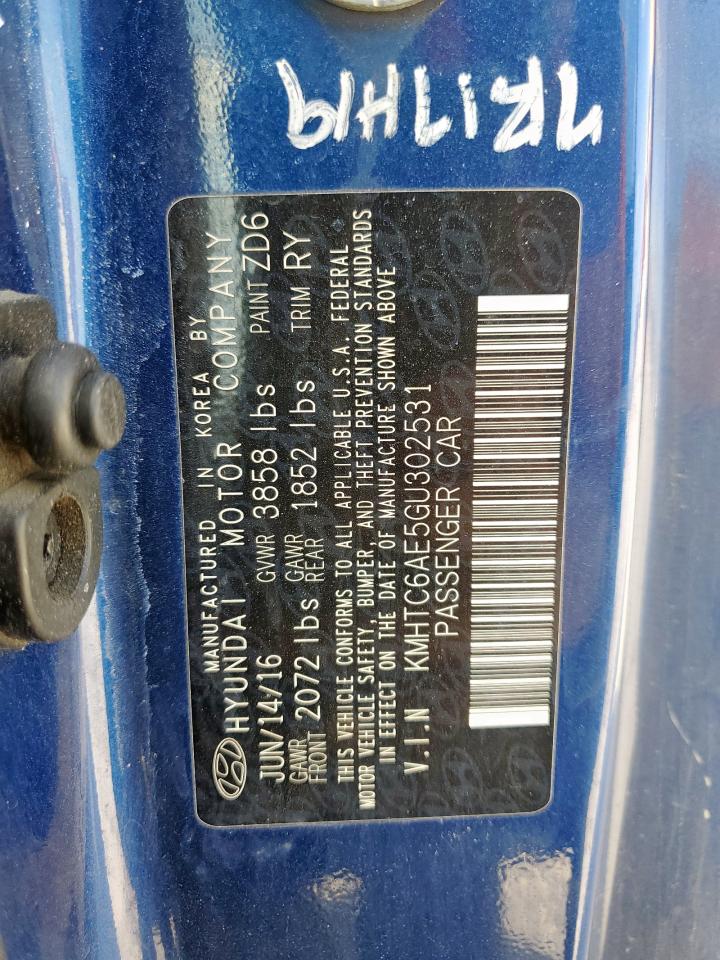 MANUFACTURED IN KOREA BY
HYUNDAI MOTOR COMPANY
JUN/14/16 GVWR 3858 lbs PAINT ZD6
GAWR FRONT 2072 lbs GAWR REAR 1852 lbs TRIM RY
THIS VEHICLE CONFORMS TO ALL APPLICABLE U.S.A. FEDERAL
MOTOR VEHICLE SAFETY, BUMPER, AND THEFT PREVENTION STANDARDS
IN EFFECT ON THE DATE OF MANUFACTURE SHOWN ABOVE
V.I.N KMHTC6AE5GU302531
PASSENGER CAR